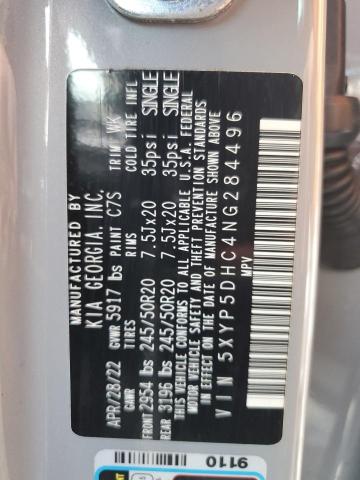 MANUFACTURED BY
KIA GEORGIA, INC.
APR/28/22 GVWR 5917 lbs PAINT C7S TRIM WK
GAWR TIRES RIMS COLD TIRE INFL
FRONT 2954 lbs 245/50R20 7.5Jx20 35psi SINGLE
REAR 3196 lbs 245/50R20 7.5Jx20 35psi SINGLE
THIS VEHICLE CONFORMS TO ALL APPLICABLE U.S.A. FEDERAL
MOTOR VEHICLE SAFETY AND THEFT PREVENTION STANDARDS
IN EFFECT ON THE DATE OF MANUFACTURE SHOWN ABOVE.
VIN 5XYP5DHC4NG284496
MPV
9110